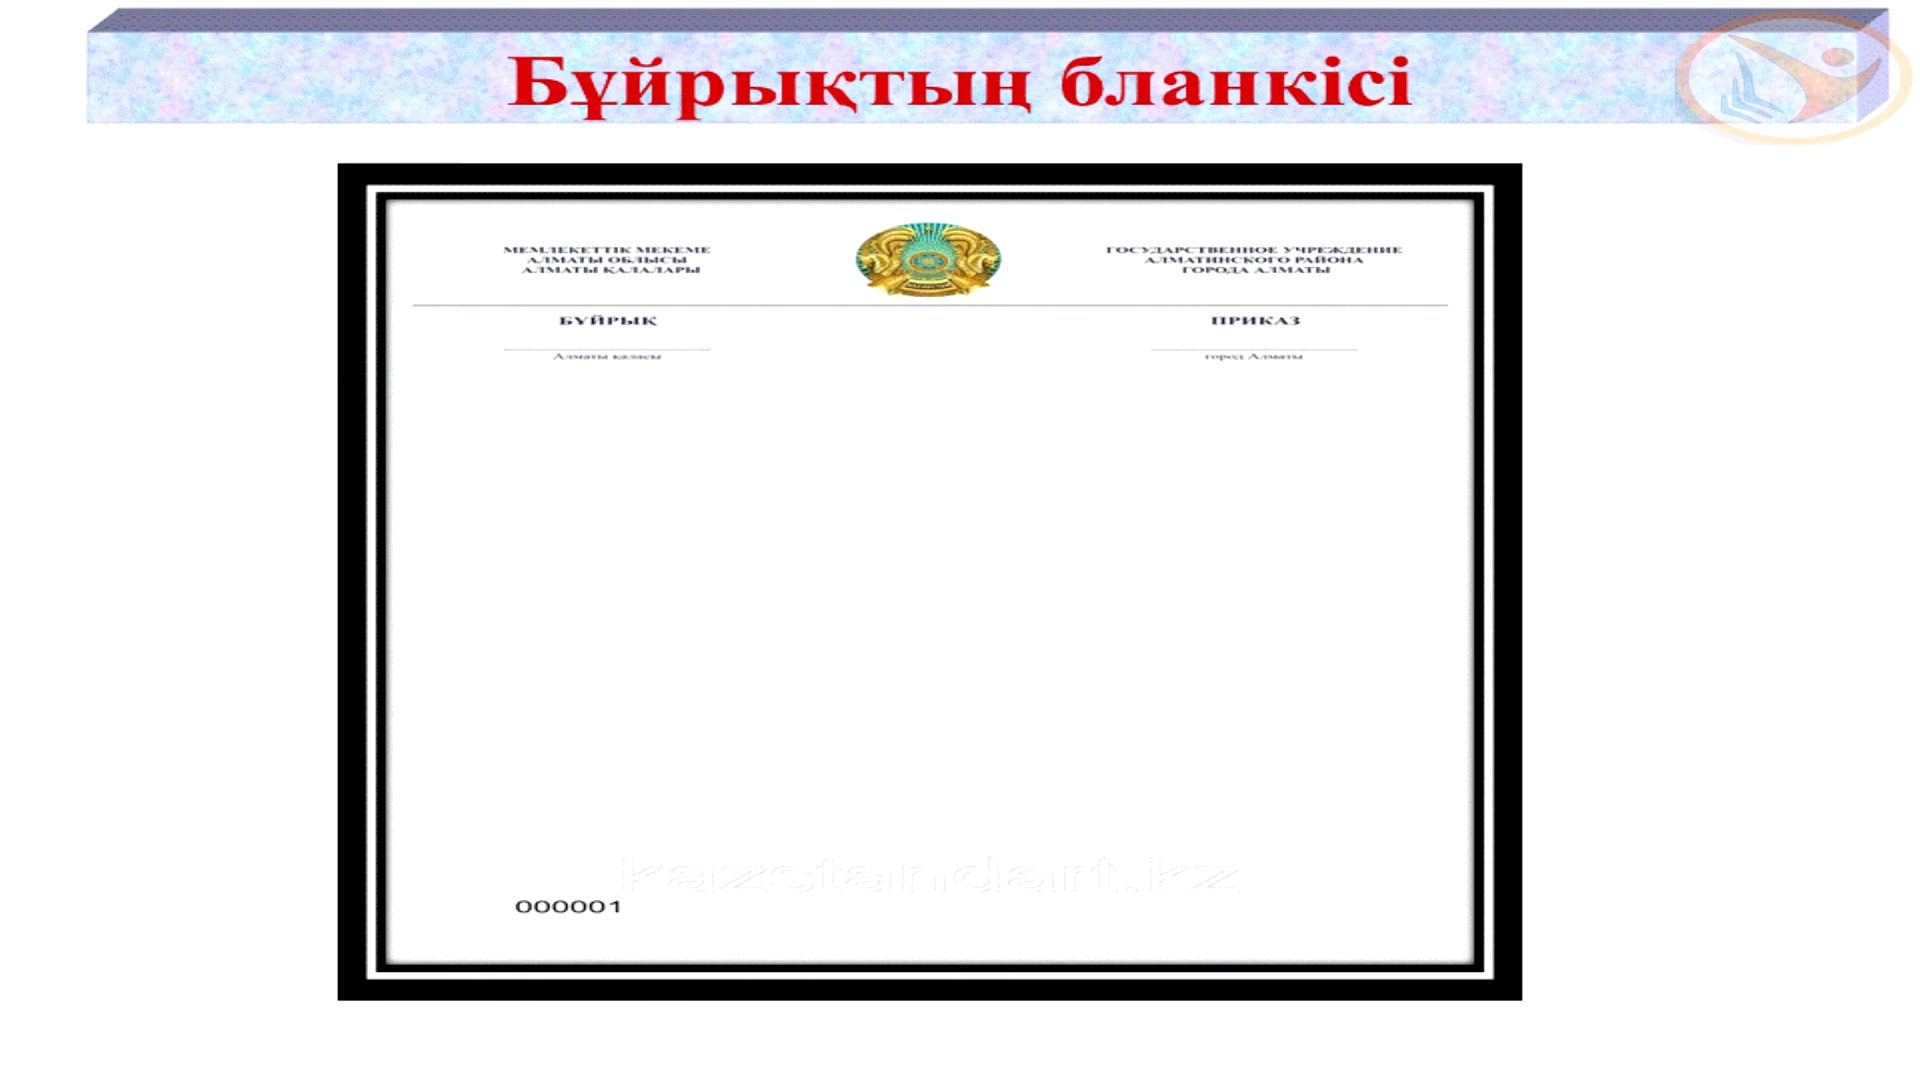 Бұйрықтың бланкісі
МЕМЛЕКЕТТІК МЕКЕМЕ
АЛМАТЫ ОБЛЫСЫ
АЛМАТЫ ҚАЛАЛАРЫ
ГОСУДАРСТВЕННОЕ УЧРЕЖДЕНИЕ
АЛМАТИНСКОГО РАЙОНА
ГОРОДА АЛМАТЫ
БҰЙРЫҚ
ПРИКАЗ
Алматы қаласы
город Алматы
kazstandart.kz
000001